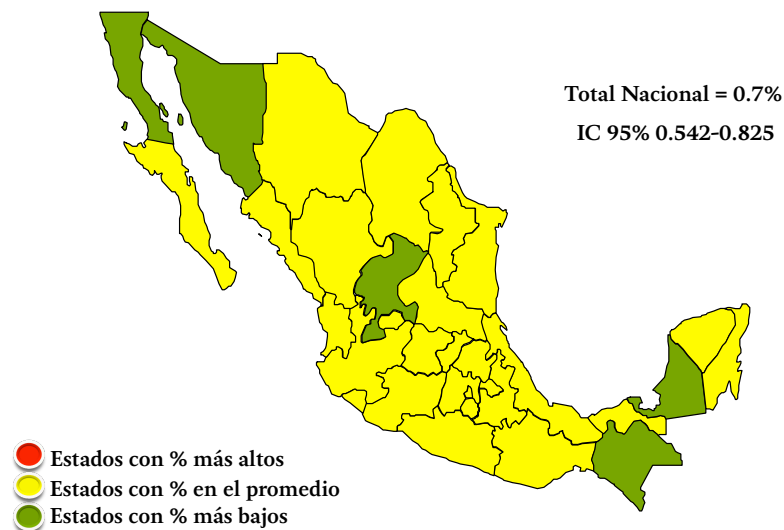 Total Nacional = 0.7%
IC 95% 0.542-0.825
Estados con % más altos
Estados con % en el promedio
Estados con % más bajos